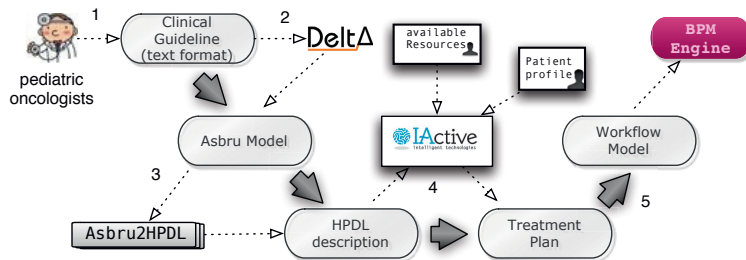 1
Clinical
Guideline
(text format)
2
DeltA
available
Resources
BPM
Engine
pediatric
oncologists
Patient
profile
Asbru Model
IActive
intelligent technologies
Workflow
Model
3
4
5
Asbru2HPDL
HPDL
description
Treatment
Plan